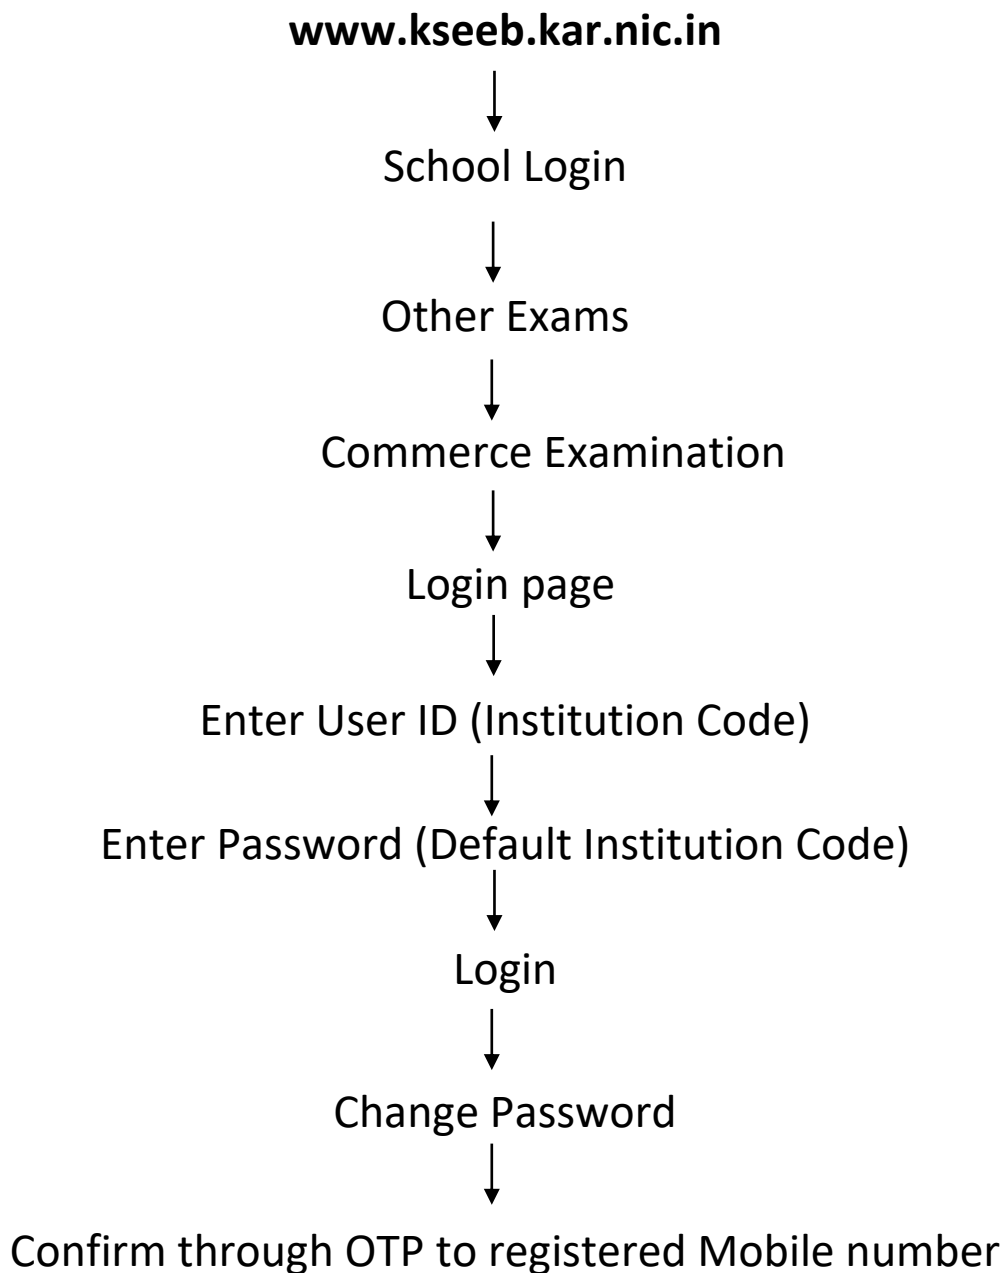 www.kseeb.kar.nic.in
School Login
Other Exams
Commerce Examination
Login page
Enter User ID (Institution Code)
Enter Password (Default Institution Code)
Login
Change Password
Confirm through OTP to registered Mobile number